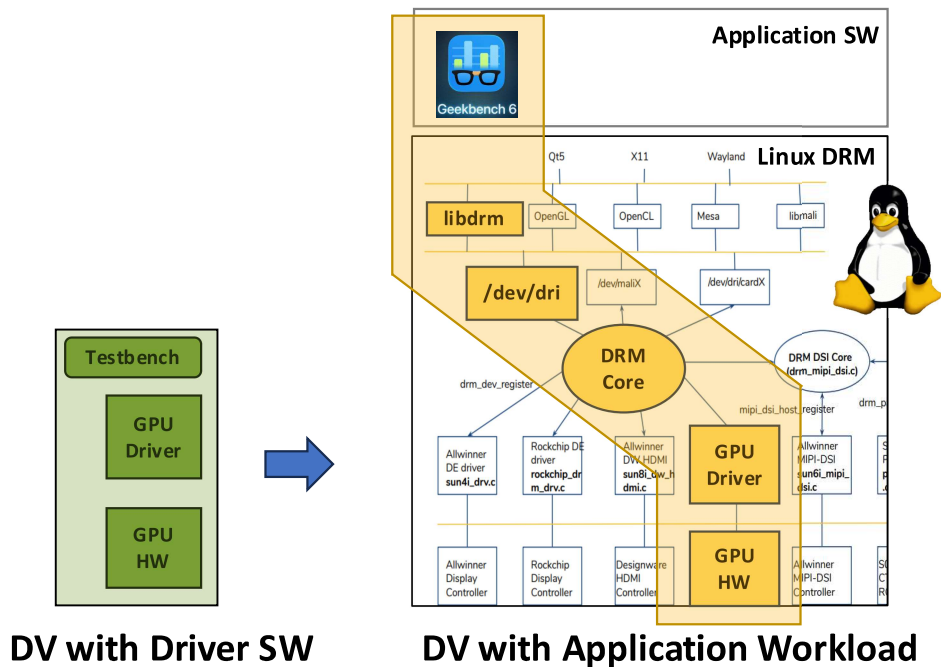 Application SW
Geekbench 6
Linux DRM
Qt5
X11
Wayland
libdrm
OpenGL
OpenCL
Mesa
libmali
/dev/dri
/dev/maliX
/dev/dri/cardX
Testbench
GPU
Driver
GPU
HW
DRM
Core
DRM DSI Core
(drm_mipi_dsi.c)
drm_dev_register
mipi_dsi_host_register
drm_p
Allwinner
DE driver
sun4i_drv.c
Rockchip DE
driver
rockchip_dr
m_drv.c
Allwinner
DW HDMI
sun8i_dw_h
dmi.c
GPU
Driver
Allwinner
MIPI-DSI
sun6i_mipi_
dsi.c
Allwinner
Display
Controller
Rockchip
Display
Controller
Designware
HDMI
Controller
GPU
HW
Allwinner
MIPI-DSI
Controller
DV with Driver SW
DV with Application Workload